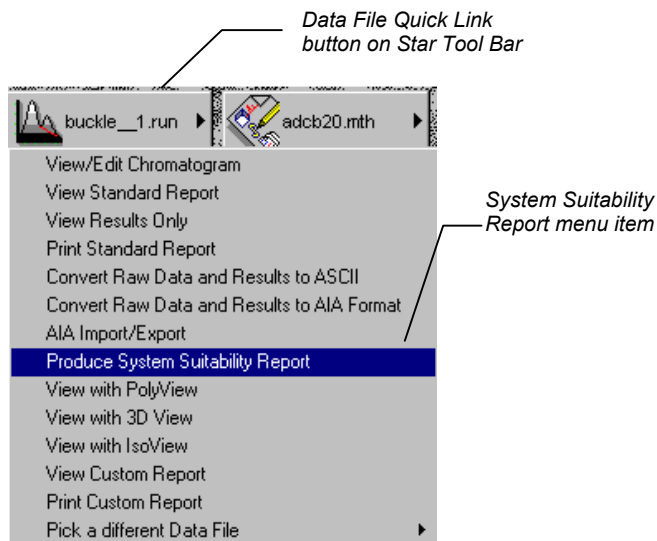 Data File Quick Link
button on Star Tool Bar
buckle__1.run
adcb20.mth
View/Edit Chromatogram
View Standard Report
View Results Only
Print Standard Report
Convert Raw Data and Results to ASCII
Convert Raw Data and Results to AIA Format
AIA Import/Export
Produce System Suitability Report
View with PolyView
View with 3D View
View with IsoView
View Custom Report
Print Custom Report
Pick a different Data File
System Suitability
Report menu item